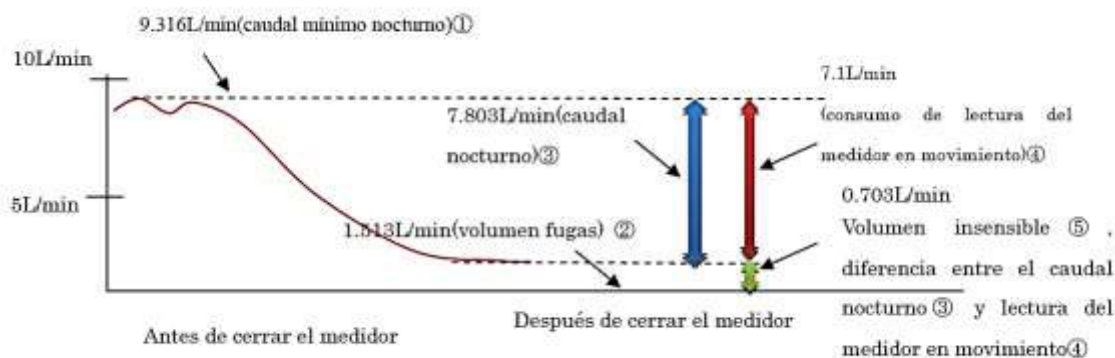 9.316L/min(caudal mínimo nocturno)①
10L/min
7.1L/min
(consumo de lectura del
medidor en movimiento)④
7.803L/min(caudal
nocturno)③
5L/min
0.703L/min
1.513L/min(volumen fugas) ②
Volumen insensible ⑤ ,
diferencia entre el caudal
nocturno③ y lectura del
medidor en movimiento④
Antes de cerrar el medidor
Después de cerrar el medidor